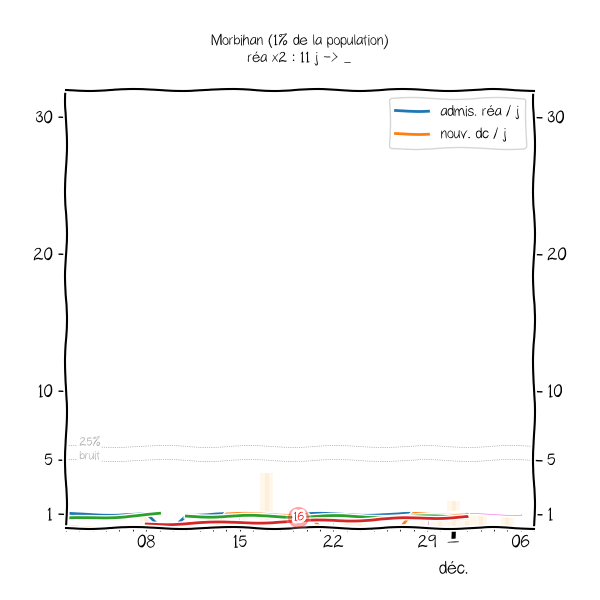 Morbihan (1% de la population)
réa x2 : 11 j -> _
admis. réa / j
nouv. dc / j
30
30
20
20
10
10
25%
bruit
5
5
16
1
1
08
15
22
29
06
déc.